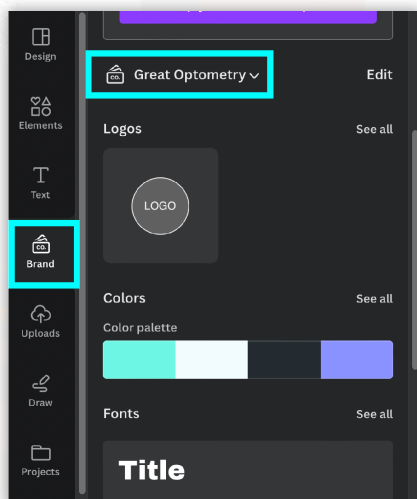 Design
Elements
Text
Brand
Uploads
Draw
Projects
Great Optometry
Edit
Logos
See all
LOGO
Colors
See all
Color palette
Fonts
See all
Title